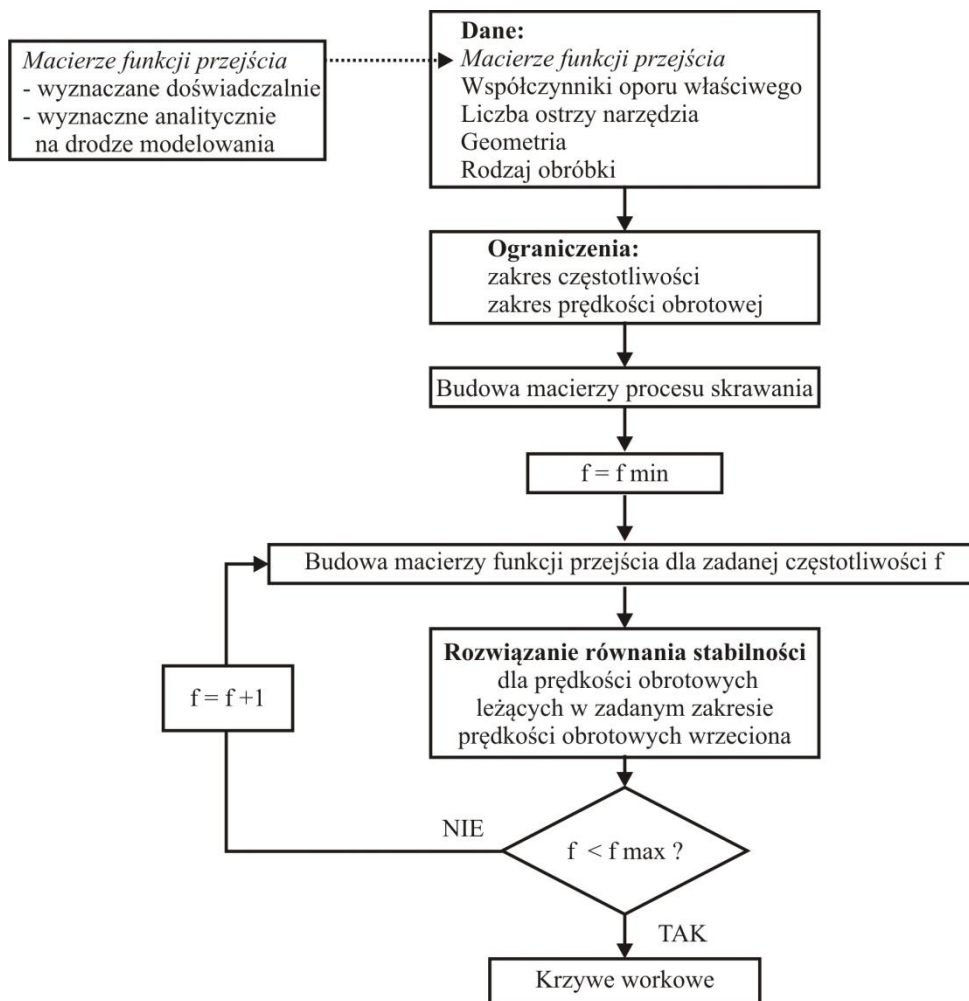 Macierze funkcji przejścia
- wyznaczane doświadczalnie
- wyznaczne analitycznie
na drodze modelowania
Dane:
Macierze funkcji przejścia
Współczynniki oporu właściwego
Liczba ostrzy narzędzia
Geometria
Rodzaj obróbki
Ograniczenia:
zakres częstotliwości
zakres prędkości obrotowej
Budowa macierzy procesu skrawania
f = f min
Budowa macierzy funkcji przejścia dla zadanej częstotliwości f
Rozwiązanie równania stabilności
dla prędkości obrotowych
leżących w zadanym zakresie
prędkości obrotowych wrzeciona
f = f +1
NIE
f < f max ?
TAK
Krzywe workowe